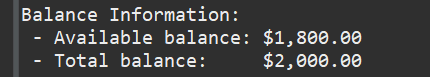 Balance Information:
 - Available balance: $1,800.00
 - Total balance:     $2,000.00